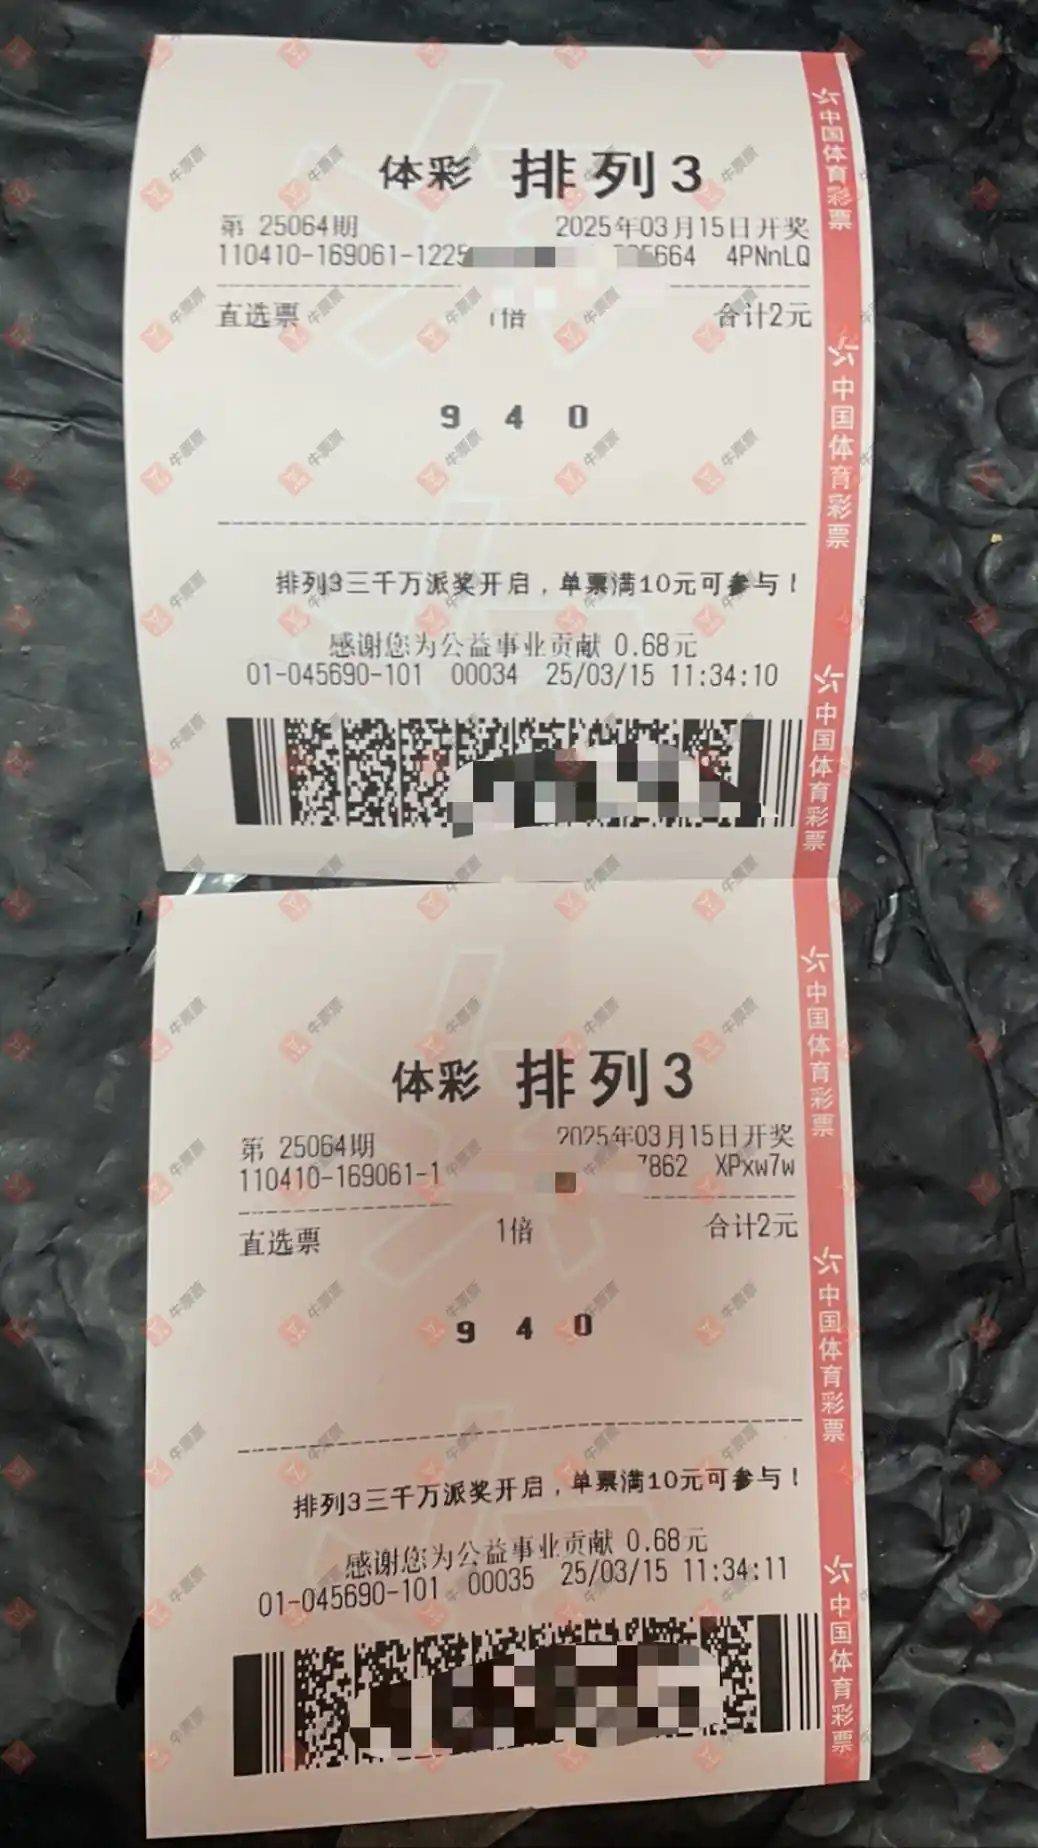 体彩 排列3
第 25064期 2025年03月15日开奖
110410-169061-1225 5664 4PNnLQ
直选票 1倍 合计2元
9 4 0
排列3三千万派奖开启，单票满10元可参与！
感谢您为公益事业贡献 0.68元
01-045690-101 00034 25/03/15 11:34:10
中国体育彩票
中国体育彩票
中国体育彩票
体彩 排列3
第 25064期 2025年03月15日开奖
110410-169061-1 7862 XPxw7w
直选票 1倍 合计2元
9 4 0
排列3三千万派奖开启，单票满10元可参与！
感谢您为公益事业贡献 0.68元
01-045690-101 00035 25/03/15 11:34:11
中国体育彩票
中国体育彩票
中国体育彩票
牛票票